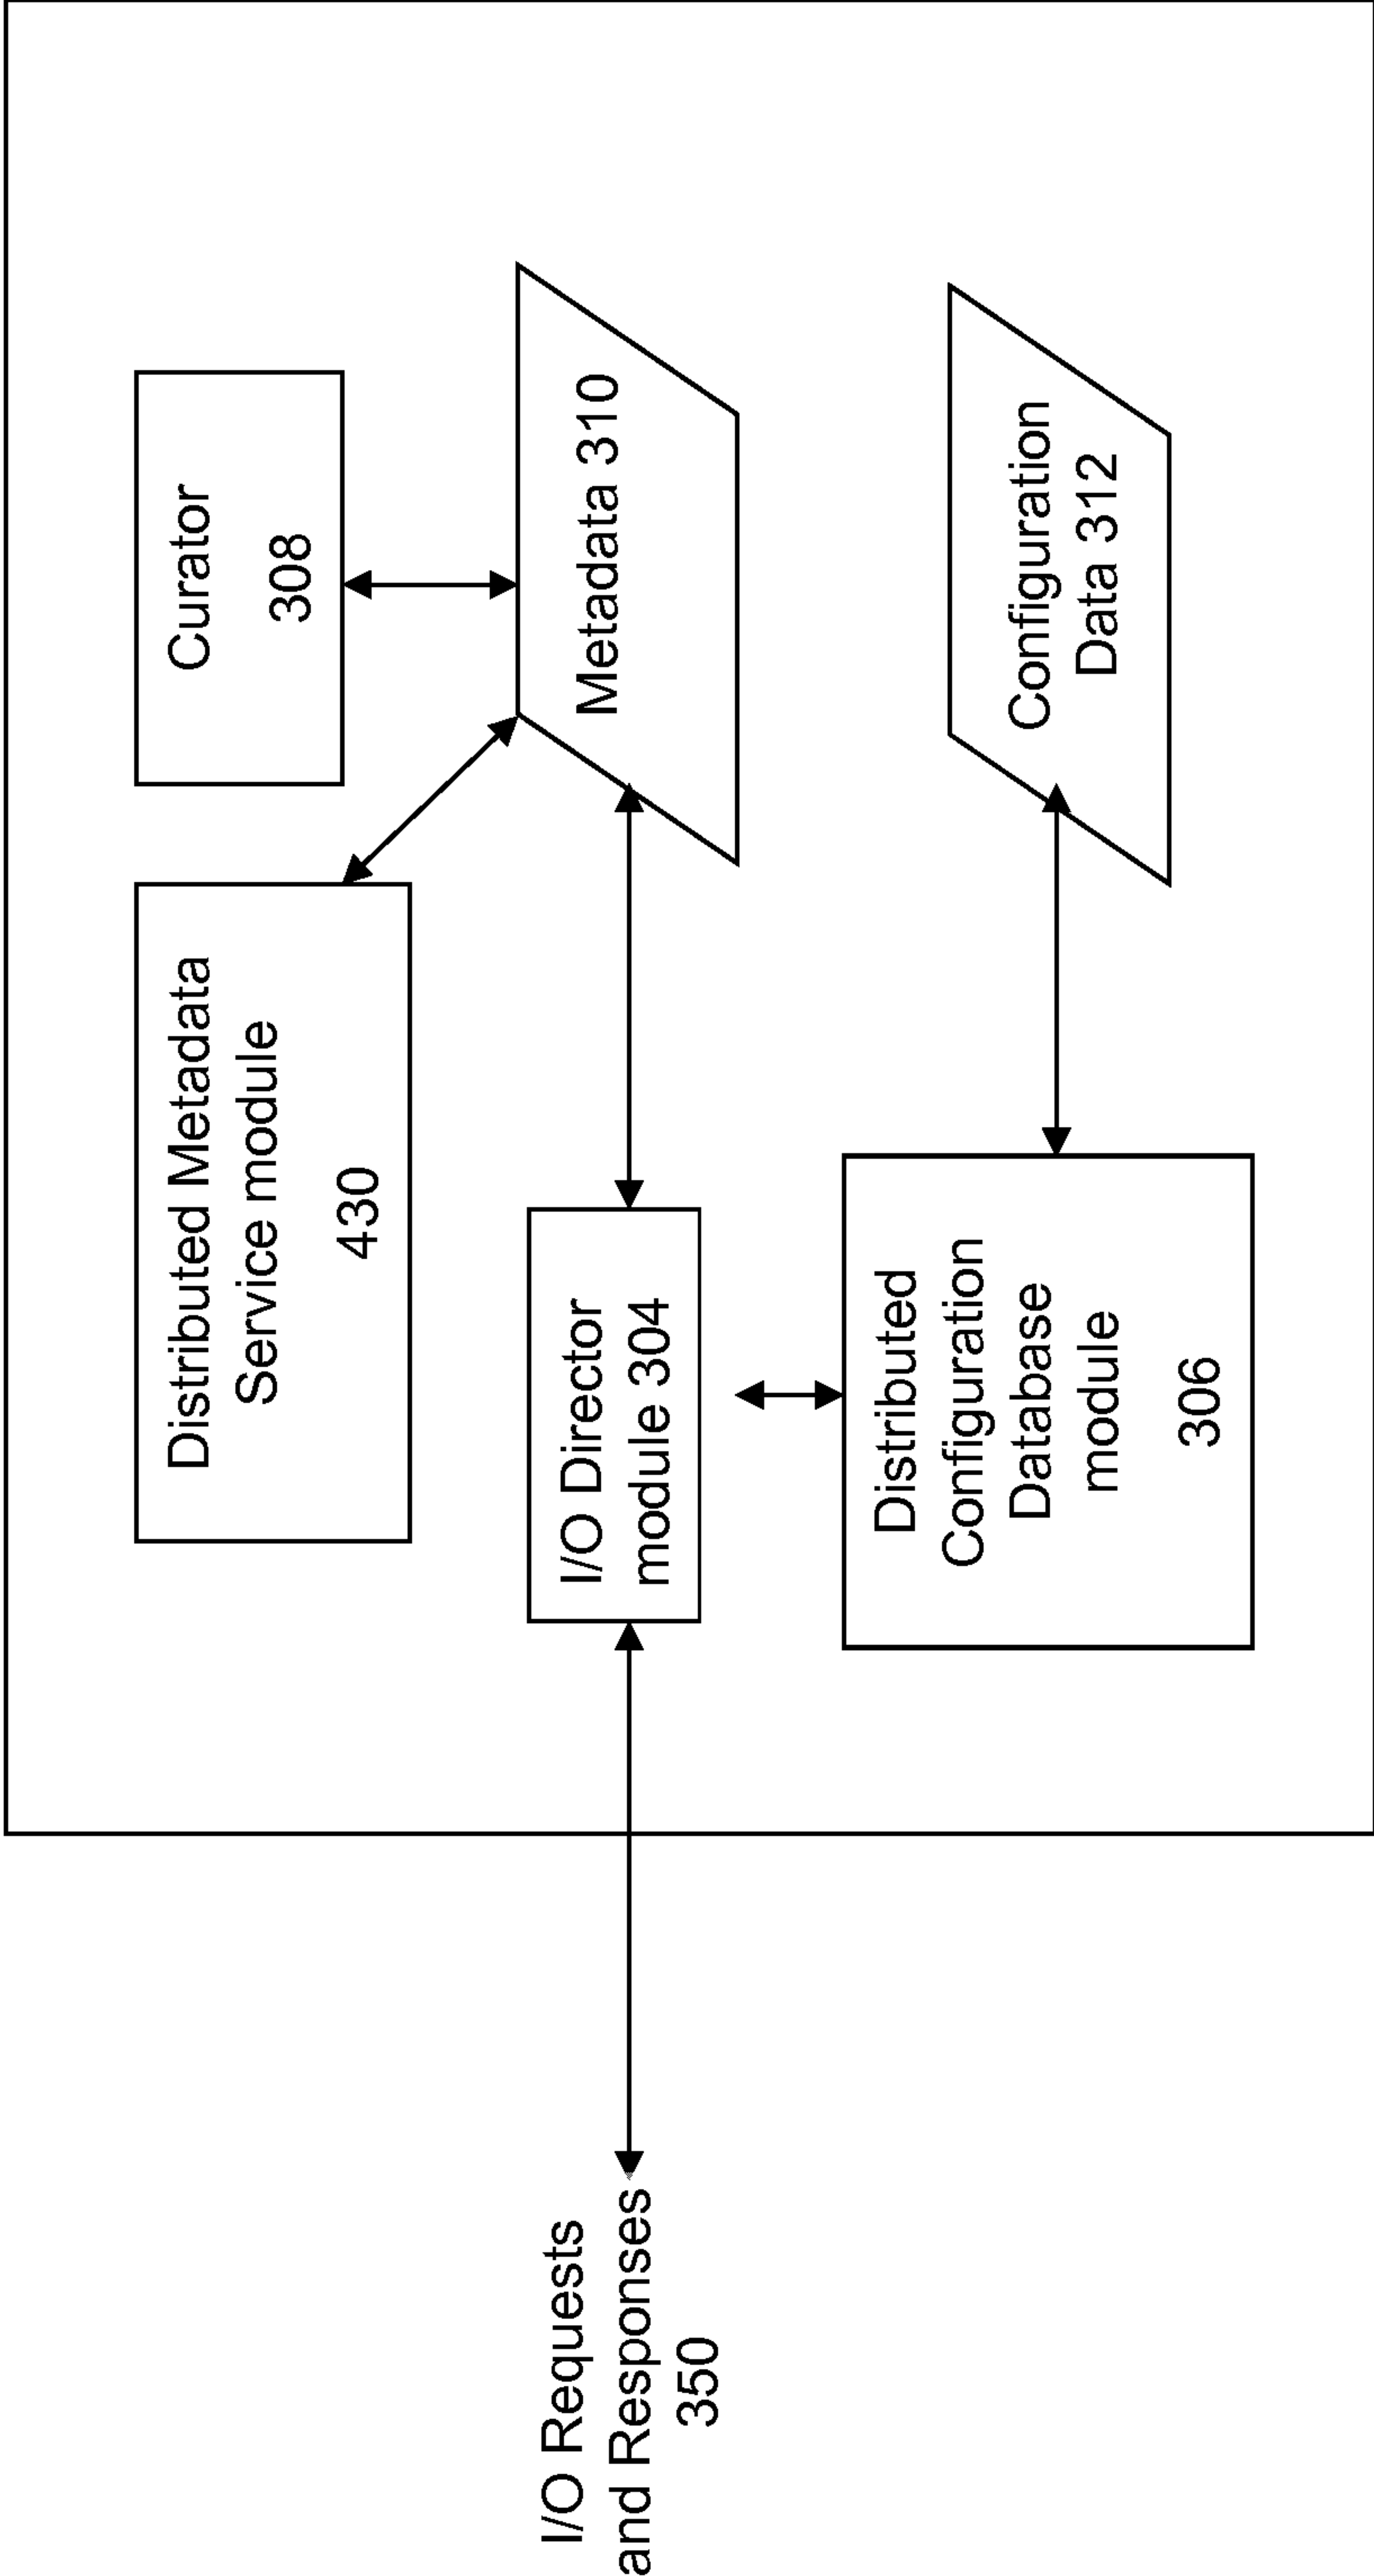 Distributed Metadata
Service module
430
Curator
308
I/O Requests
and Responses
350
I/O Director
module 304
Metadata 310
Distributed
Configuration
Database
module
306
Configuration
Data 312